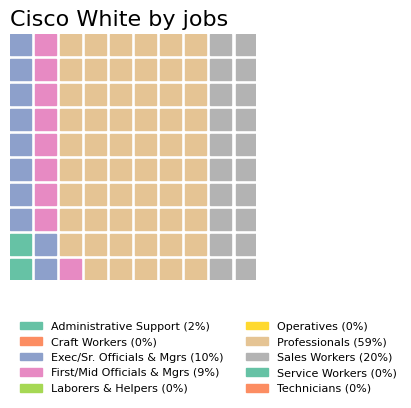 Cisco White by jobs
Administrative Support (2%)
Craft Workers (0%)
Exec/Sr. Officials & Mgrs (10%)
First/Mid Officials & Mgrs (9%)
Laborers & Helpers (0%)
Operatives (0%)
Professionals (59%)
Sales Workers (20%)
Service Workers (0%)
Technicians (0%)